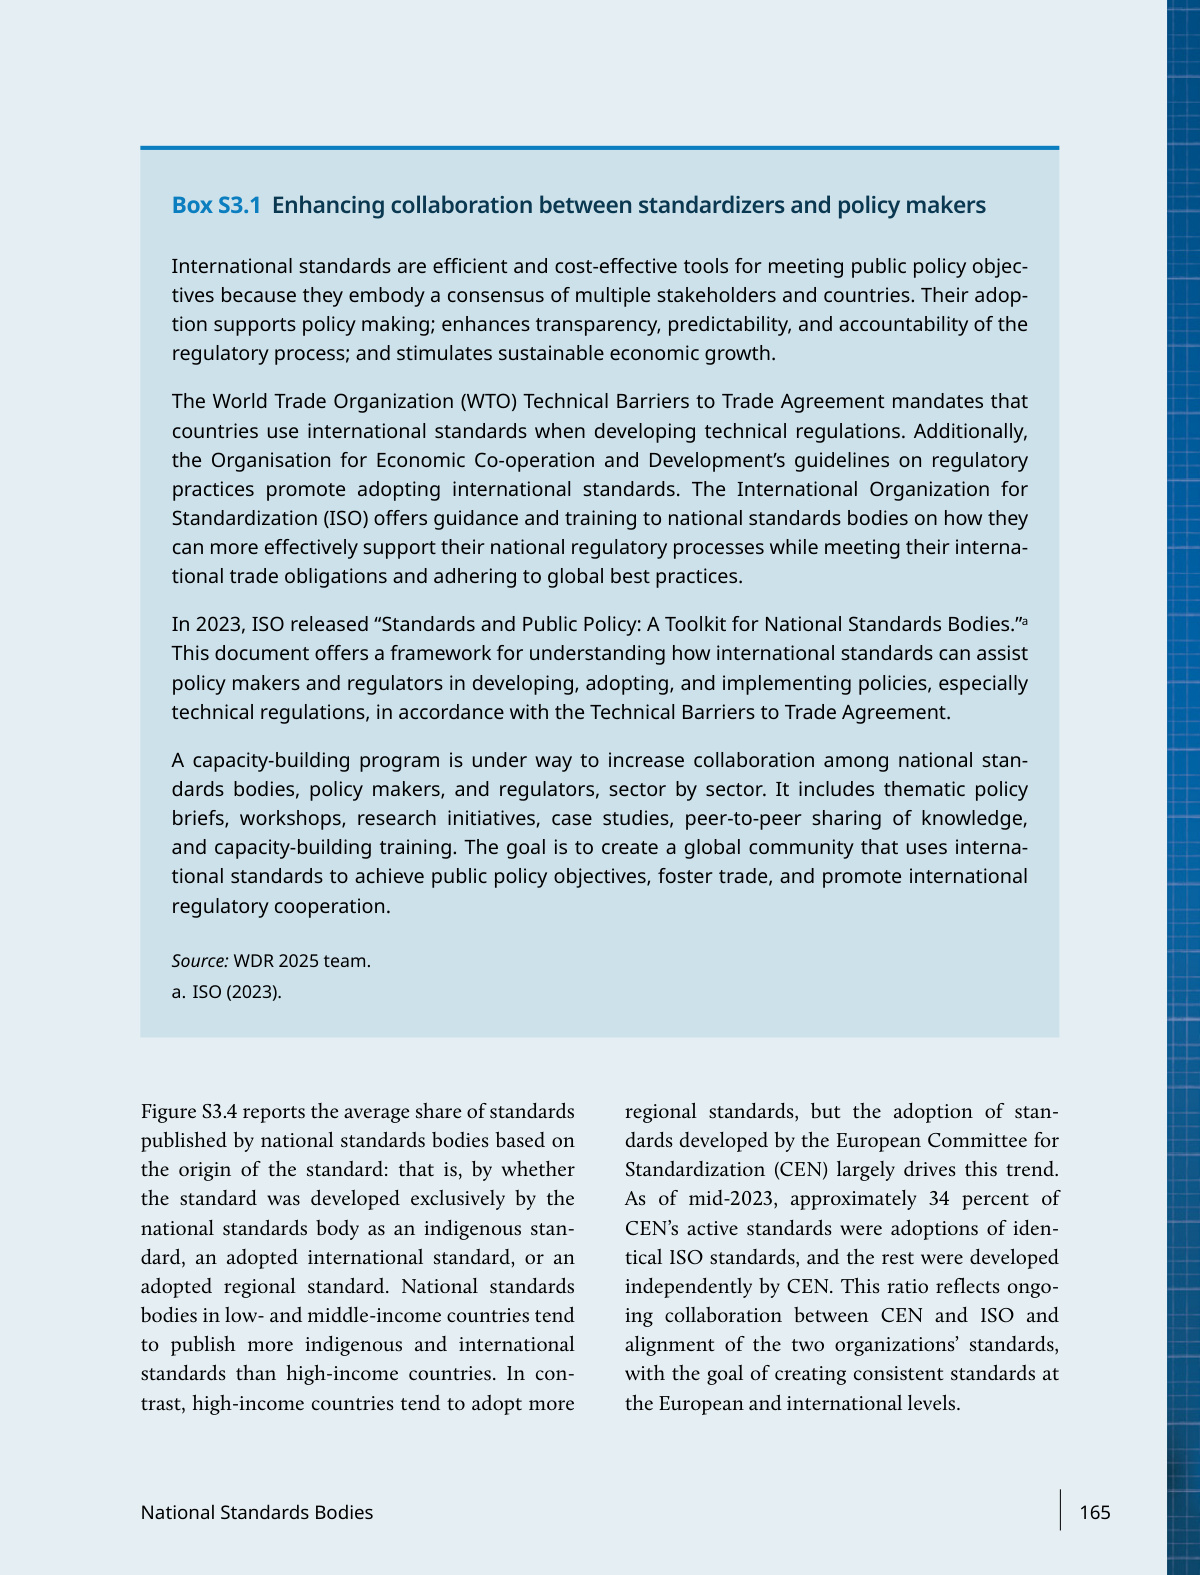 Box S3.1 Enhancing collaboration between standardizers and policy makers
International standards are efficient and cost-effective tools for meeting public policy objec-
tives because they embody a consensus of multiple stakeholders and countries. Their adop-
tion supports policy making; enhances transparency, predictability, and accountability of the
regulatory process; and stimulates sustainable economic growth.
The World Trade Organization (WTO) Technical Barriers to Trade Agreement mandates that
countries use international standards when developing technical regulations. Additionally,
the Organisation for Economic Co-operation and Development’s guidelines on regulatory
practices promote adopting international standards. The International Organization for
Standardization (ISO) offers guidance and training to national standards bodies on how they
can more effectively support their national regulatory processes while meeting their interna-
tional trade obligations and adhering to global best practices.
In 2023, ISO released “Standards and Public Policy: A Toolkit for National Standards Bodies.”a
This document offers a framework for understanding how international standards can assist
policy makers and regulators in developing, adopting, and implementing policies, especially
technical regulations, in accordance with the Technical Barriers to Trade Agreement.
A capacity-building program is under way to increase collaboration among national stan-
dards bodies, policy makers, and regulators, sector by sector. It includes thematic policy
briefs, workshops, research initiatives, case studies, peer-to-peer sharing of knowledge,
and capacity-building training. The goal is to create a global community that uses interna-
tional standards to achieve public policy objectives, foster trade, and promote international
regulatory cooperation.
Source: WDR 2025 team.
a. ISO (2023).
Figure S3.4 reports the average share of standards
published by national standards bodies based on
the origin of the standard: that is, by whether
the standard was developed exclusively by the
national standards body as an indigenous stan-
dard, an adopted international standard, or an
adopted regional standard. National standards
bodies in low- and middle-income countries tend
to publish more indigenous and international
standards than high-income countries. In con-
trast, high-income countries tend to adopt more
regional standards, but the adoption of stan-
dards developed by the European Committee for
Standardization (CEN) largely drives this trend.
As of mid-2023, approximately 34 percent of
CEN’s active standards were adoptions of iden-
tical ISO standards, and the rest were developed
independently by CEN. This ratio reflects ongo-
ing collaboration between CEN and ISO and
alignment of the two organizations’ standards,
with the goal of creating consistent standards at
the European and international levels.
National Standards Bodies
165